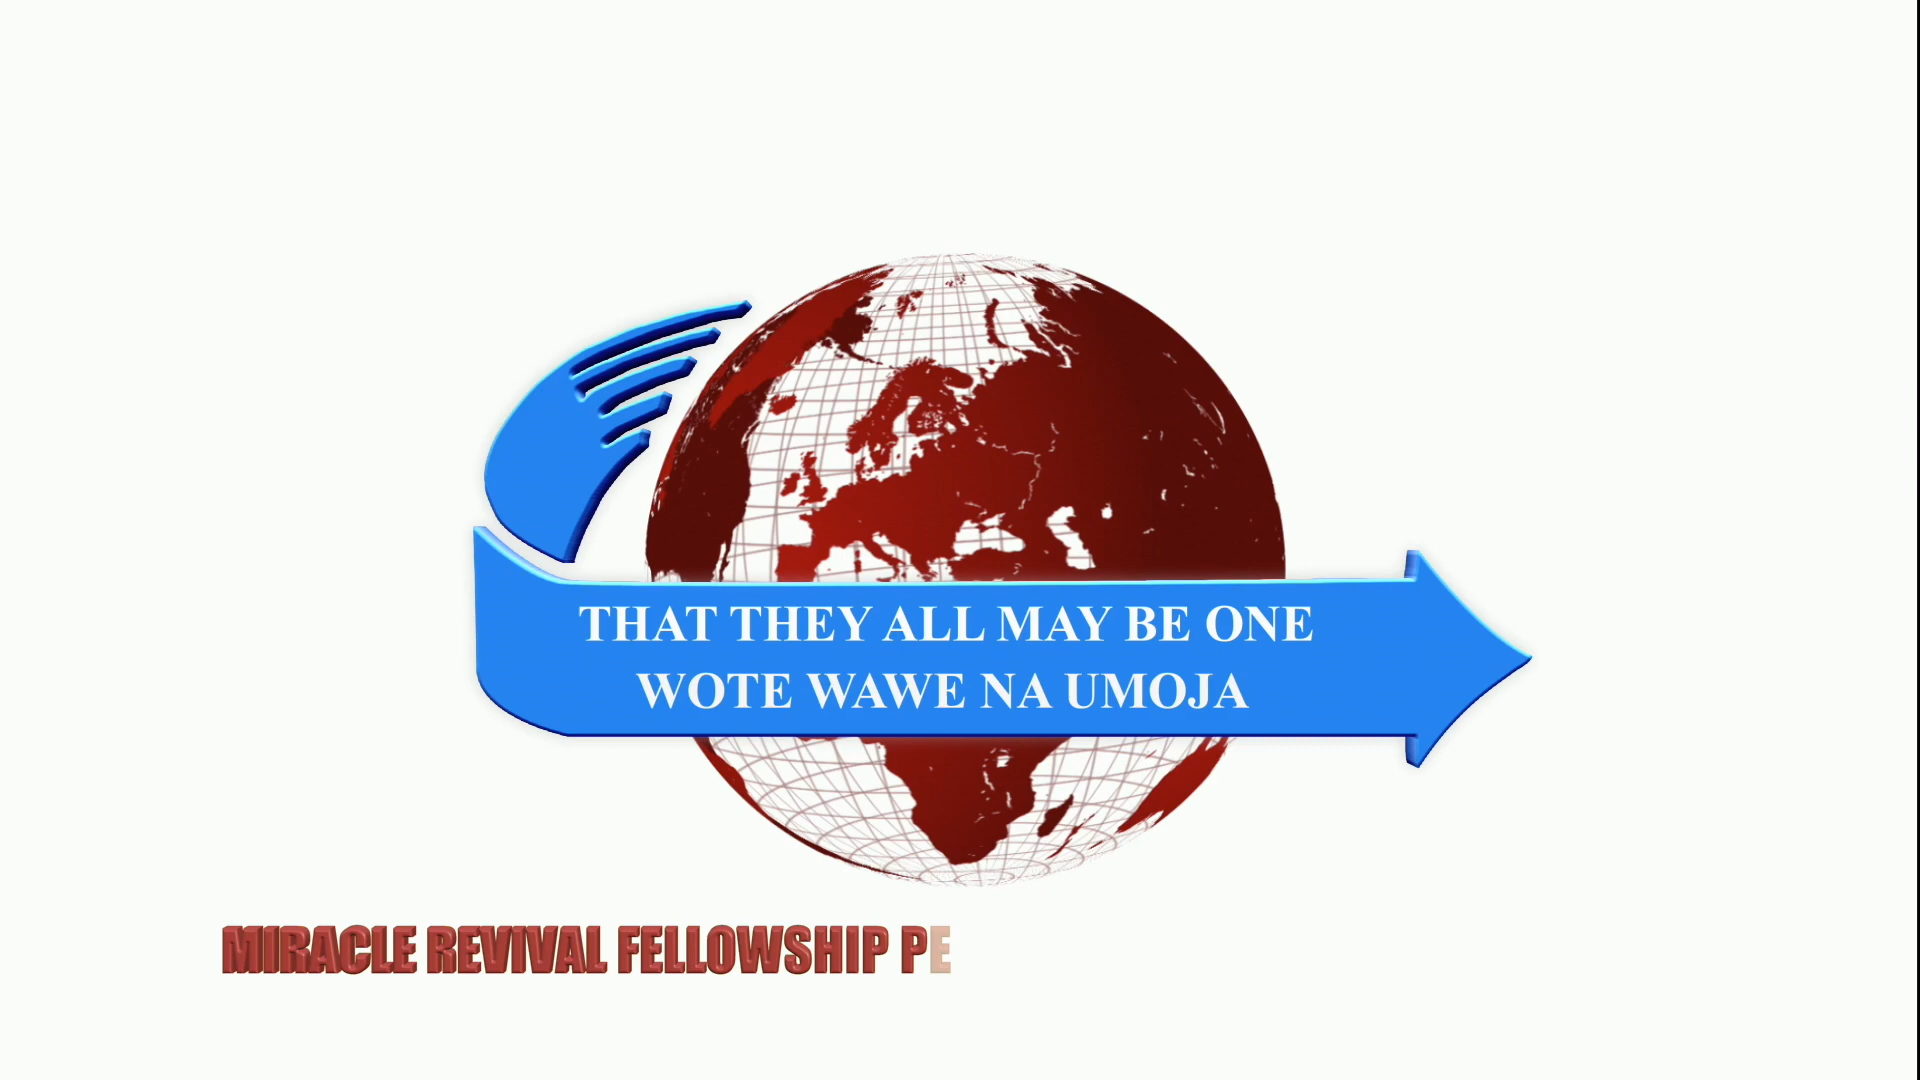 THAT THEY ALL MAY BE ONE
WOTE WAWE NA UMOJA
MIRACLE REVIVAL FELLOWSHIP PE